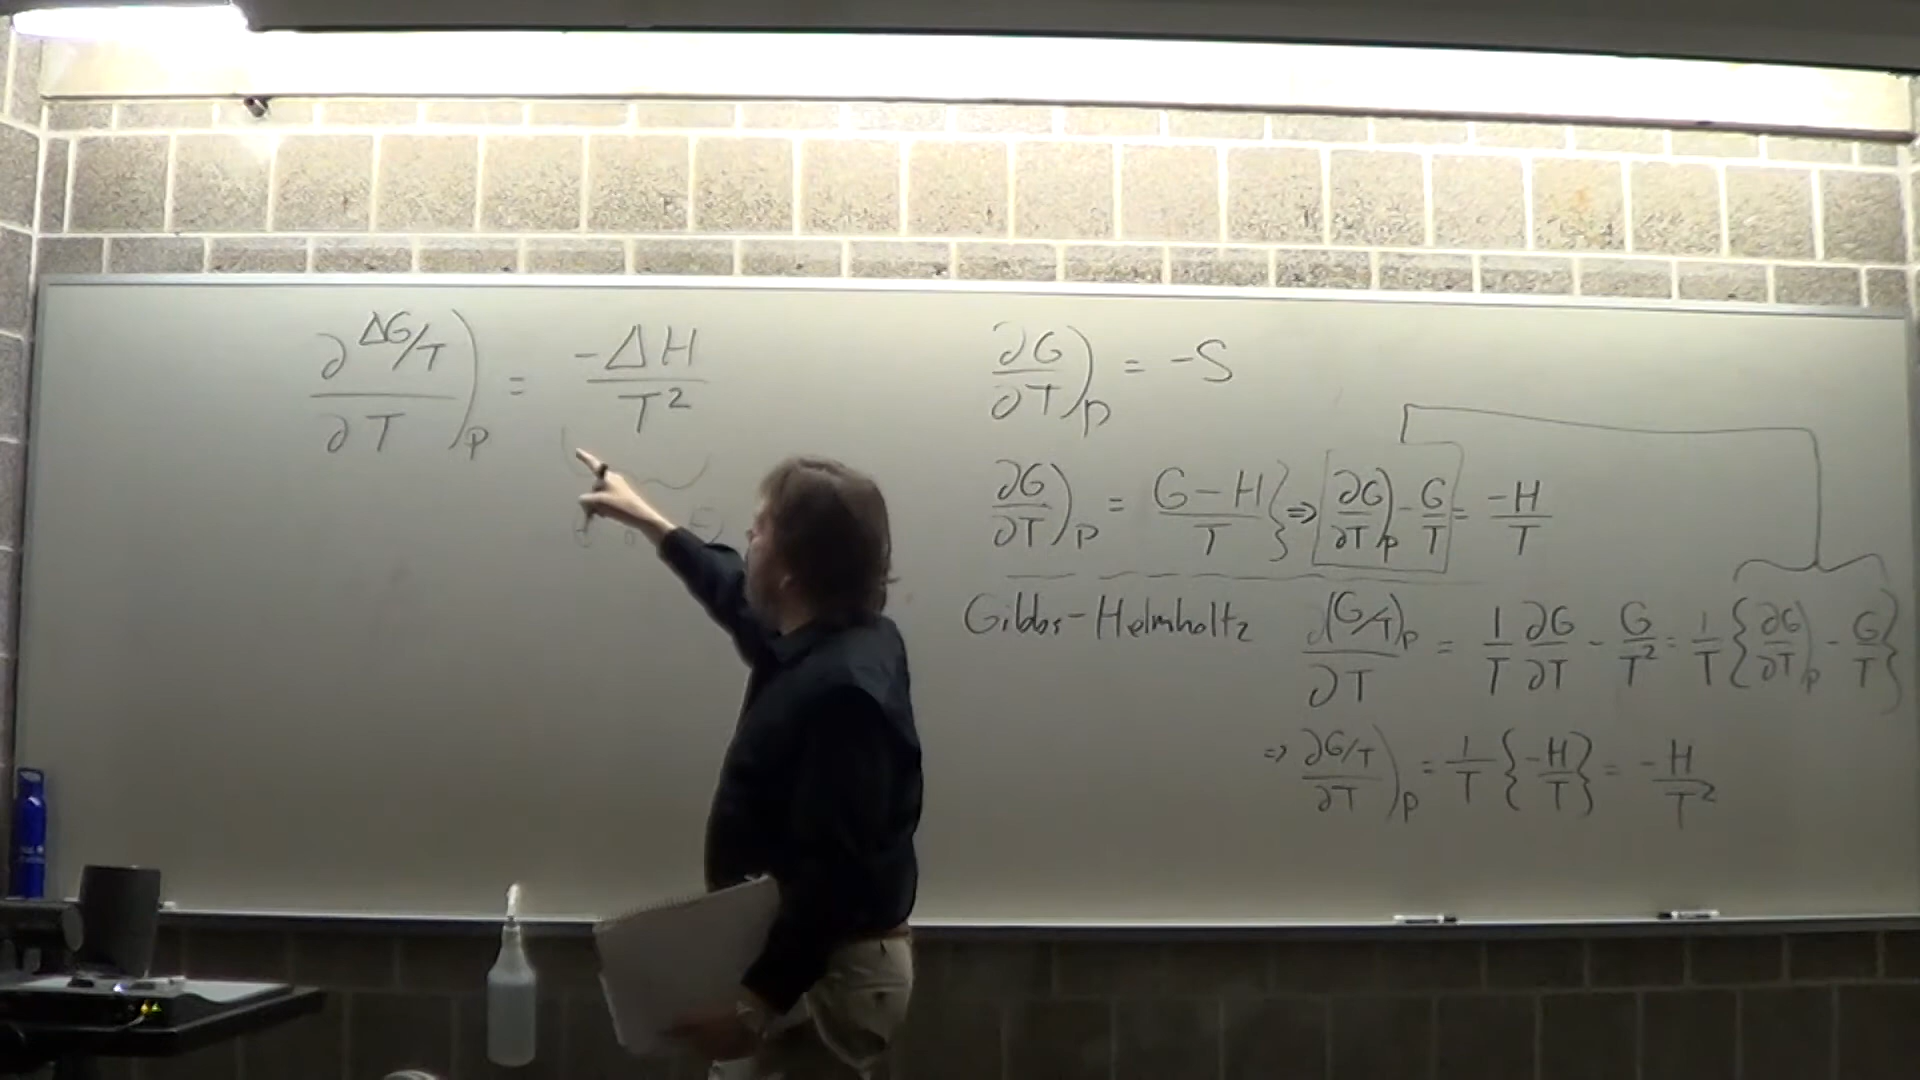 ∂ΔG/T/∂T)p = -ΔH/T²
∂G/∂T)p = -S
∂G/∂T)p = G-H/T} ⇒ ∂G/∂T)p - G/T = -H/T
Gibbs-Helmholtz
∂(G/T)p/∂T = 1/T ∂G/∂T - G/T² = 1/T {∂G/∂T)p - G/T}
⇒ ∂G/T/∂T)p = 1/T {-H/T} = -H/T²